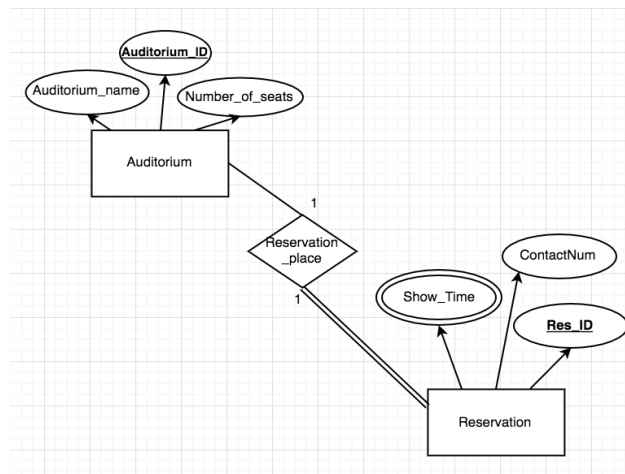 Auditorium_ID
Auditorium_name
Number_of_seats
Auditorium
1
Reservation
_place
1
ContactNum
Show_Time
Res_ID
Reservation